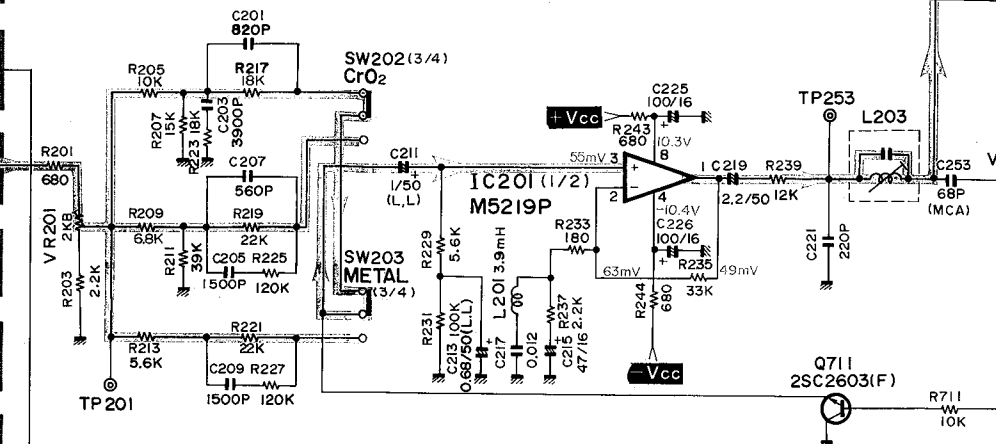 C201
820P
SW202 (3/4)
CrO2
R205
10K
R217
18K
R207
15K
R223 18K
C203
3900P
C207
560P
R201
680
VR201
2KB
R203
2.2K
R209
6.8K
R219
22K
R211
39K
C205
1500P
R225
120K
SW203
METAL
(3/4)
R213
5.6K
R221
22K
C209
1500P
R227
120K
TP201
C211
1/50
(L,L)
55mV
3
2
IC201 (1/2)
M5219P
+Vcc
R243
680
C225
100/16
+
10.3V
8
+
−
1
4
−10.4V
C226
100/16
+
R229
5.6K
R231
100K
C213
0.68/50(L.L)
+
L201 3.9mH
C217
0.012
R233
180
R237
2.2K
C215
47/16
+
63mV
R235
33K
49mV
R244
680
−Vcc
C219
2.2/50
R239
12K
TP253
L203
C221
220P
C253
68P
(MCA)
V
Q711
2SC2603(F)
R711
10K